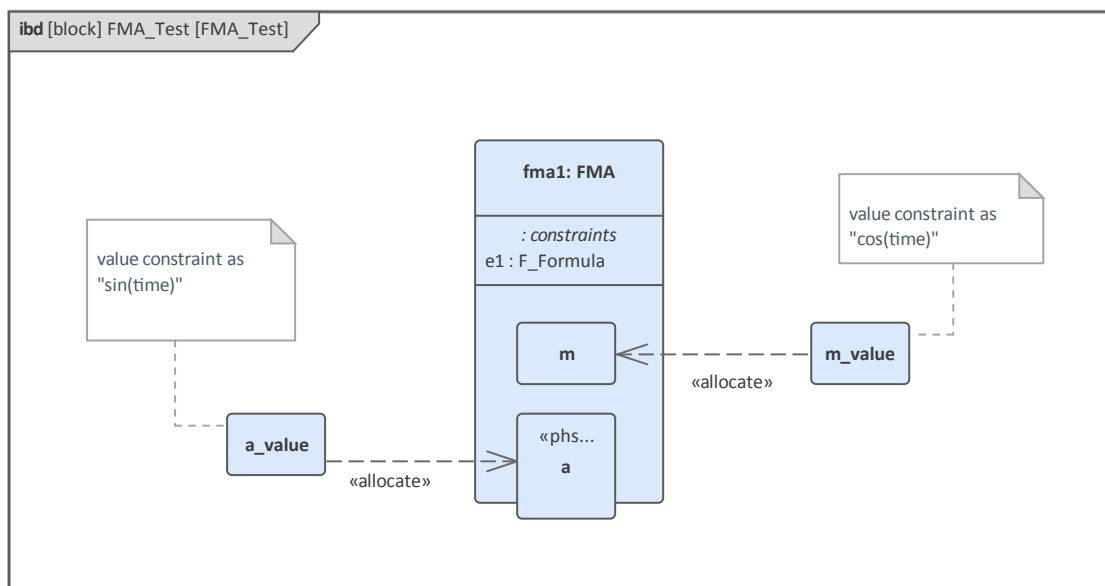 ibd [block] FMA_Test [FMA_Test]
fma1: FMA
: constraints
e1 : F_Formula
value constraint as
"sin(time)"
value constraint as
"cos(time)"
m
m_value
«allocate»
«phs...
a
a_value
«allocate»